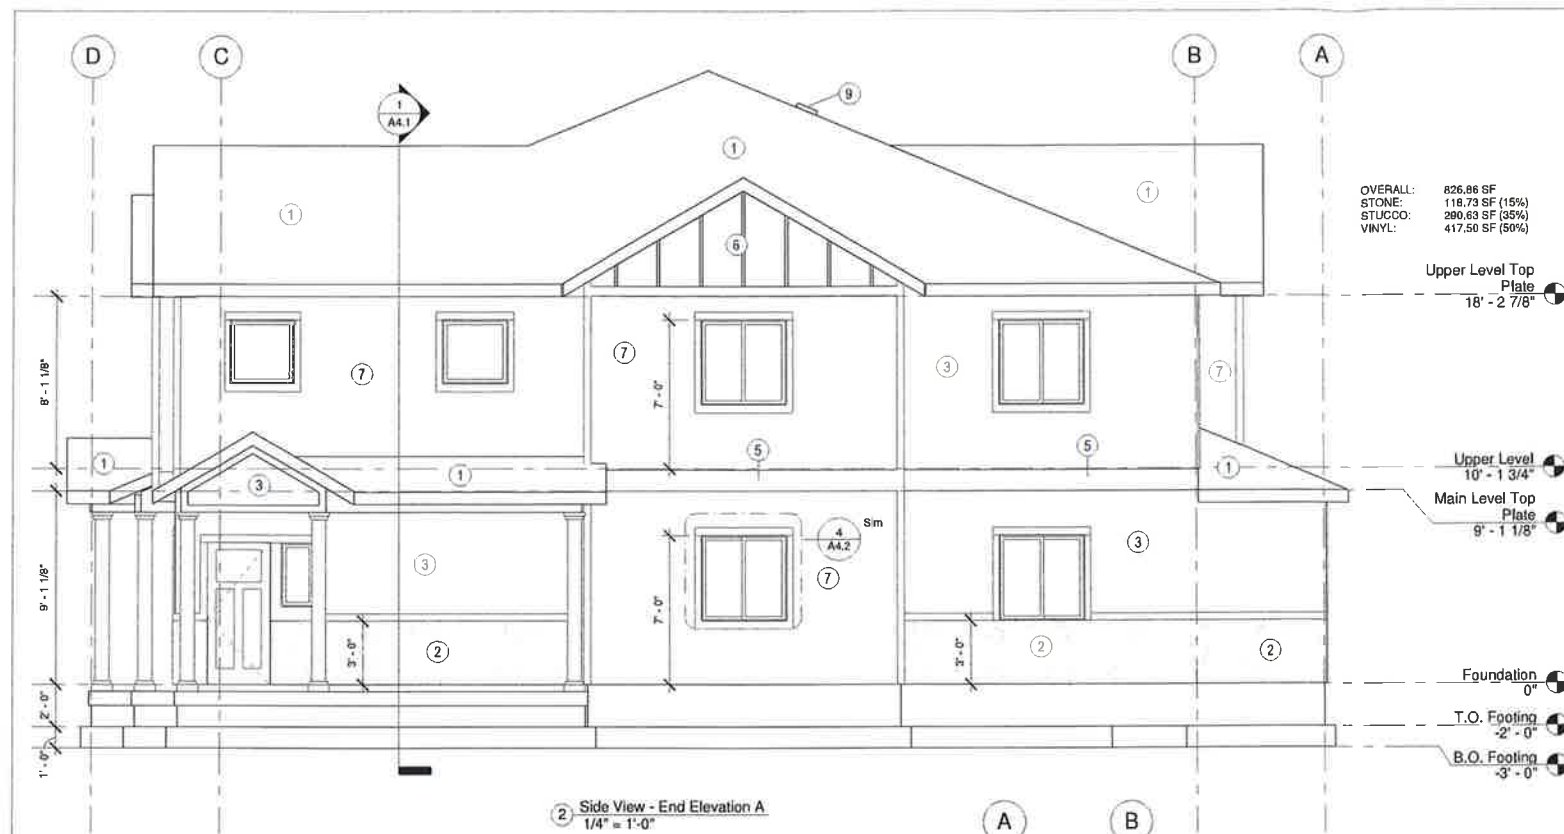 D
C
B
A
1
A4.1
9
1
1
1
OVERALL: 826.86 SF
STONE: 118.73 SF (15%)
STUCCO: 290.63 SF (35%)
VINYL: 417.50 SF (50%)
6
Upper Level Top
Plate
18' - 2 7/8"
8' - 1 1/8"
7
7
7' - 0"
3
7
5
5
1
3
1
1
Upper Level
10' - 1 3/4"
Main Level Top
Plate
9' - 1 1/8"
9' - 1 1/8"
3
4
A4.2
Sim
7
7' - 0"
3
3' - 0"
2
3' - 0"
2
2
Foundation
0"
2' - 0"
T.O. Footing
-2' - 0"
1' - 0"
B.O. Footing
-3' - 0"
2
Side View - End Elevation A
1/4" = 1'-0"
A
B